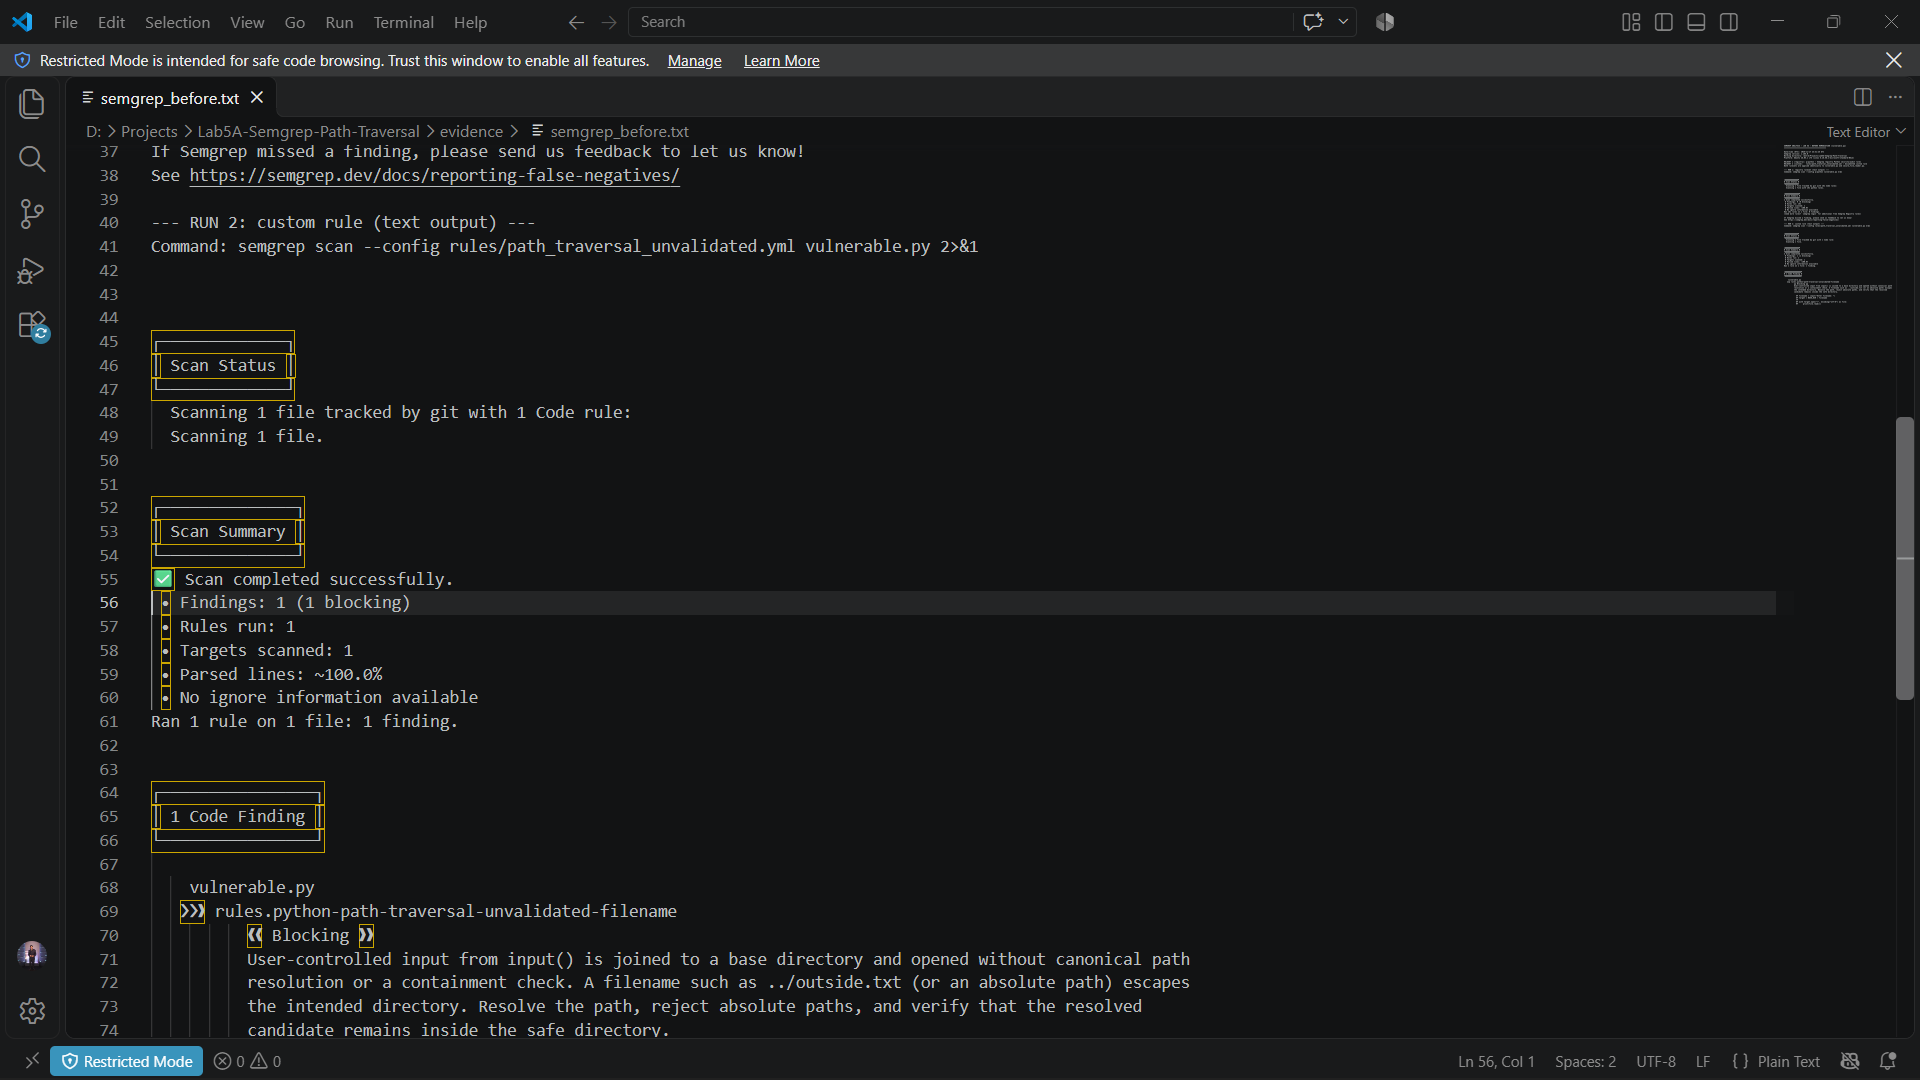 File Edit Selection View Go Run Terminal Help
Search
Restricted Mode is intended for safe code browsing. Trust this window to enable all features. Manage Learn More
semgrep_before.txt
D: > Projects > Lab5A-Semgrep-Path-Traversal > evidence > semgrep_before.txt
Text Editor
37 If Semgrep missed a finding, please send us feedback to let us know!
38 See https://semgrep.dev/docs/reporting-false-negatives/
39
40 --- RUN 2: custom rule (text output) ---
41 Command: semgrep scan --config rules/path_traversal_unvalidated.yml vulnerable.py 2>&1
42
43
44
45
46 Scan Status
47
48 Scanning 1 file tracked by git with 1 Code rule:
49 Scanning 1 file.
50
51
52
53 Scan Summary
54
55 ✅ Scan completed successfully.
56 • Findings: 1 (1 blocking)
57 • Rules run: 1
58 • Targets scanned: 1
59 • Parsed lines: ~100.0%
60 • No ignore information available
61 Ran 1 rule on 1 file: 1 finding.
62
63
64
65 1 Code Finding
66
67
68 vulnerable.py
69 ❯❯❱ rules.python-path-traversal-unvalidated-filename
70 ❰❰ Blocking ❱❱
71 User-controlled input from input() is joined to a base directory and opened without canonical path
72 resolution or a containment check. A filename such as ../outside.txt (or an absolute path) escapes
73 the intended directory. Resolve the path, reject absolute paths, and verify that the resolved
74 candidate remains inside the safe directory.
Restricted Mode 0 0
Ln 56, Col 1 Spaces: 2 UTF-8 LF {} Plain Text